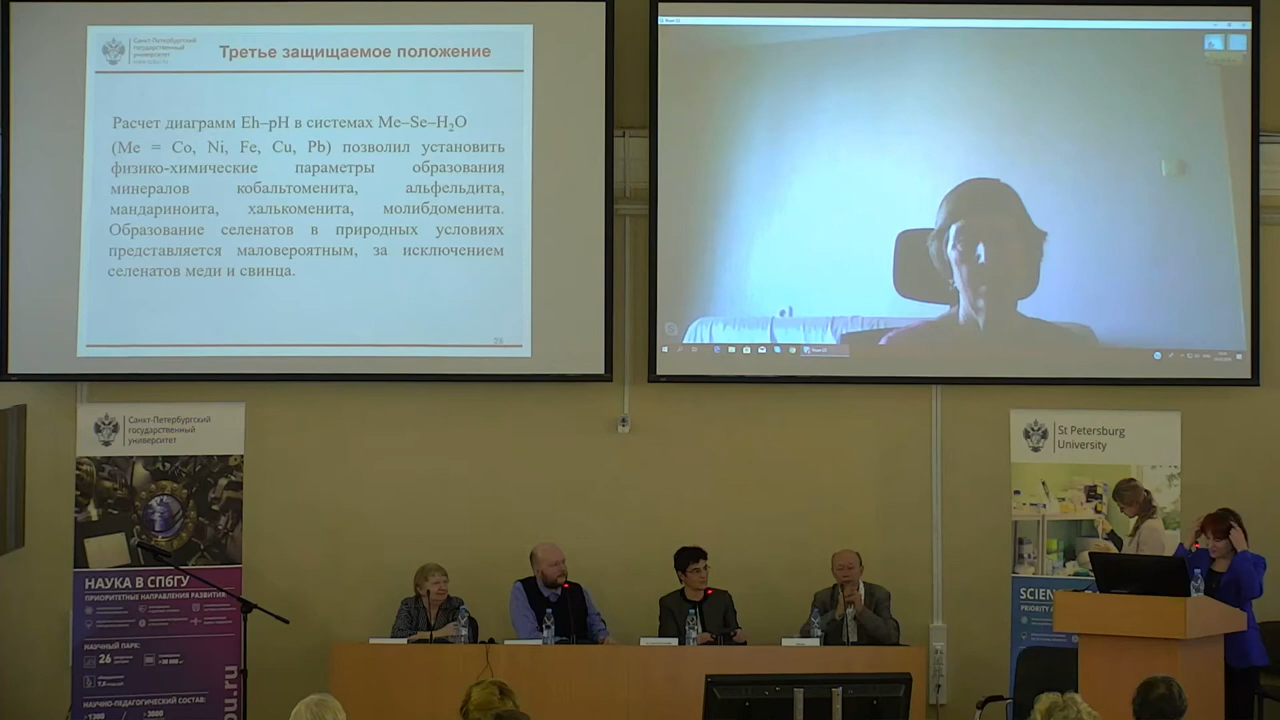 Санкт-Петербургский
государственный
университет
Третье защищаемое положение
Расчет диаграмм Eh–pH в системах Me–Se–H₂O
(Me = Co, Ni, Fe, Cu, Pb) позволил установить
физико-химические параметры образования
минералов кобальтоменита, альфельдита,
мандариноита, халькоменита, молибдоменита.
Образование селенатов в природных условиях
представляется маловероятным, за исключением
селенатов меди и свинца.
Санкт-Петербургский
государственный
университет
НАУКА В СПБГУ
ПРИОРИТЕТНЫЕ НАПРАВЛЕНИЯ РАЗВИТИЯ:
НАУЧНЫЙ ПАРК:
26
НАУЧНО-ПЕДАГОГИЧЕСКИЙ СОСТАВ:
St Petersburg
University
SCIEN
PRIORITY